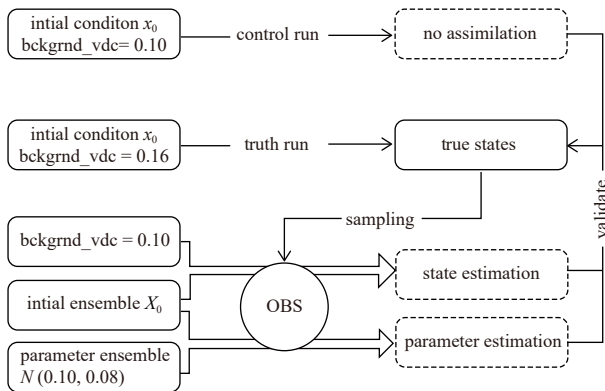 intial conditon x₀
bckgrnd_vdc= 0.10
control run
no assimilation
intial conditon x₀
bckgrnd_vdc = 0.16
truth run
true states
sampling
validate
bckgrnd_vdc = 0.10
state estimation
intial ensemble X₀
OBS
parameter ensemble
N (0.10, 0.08)
parameter estimation